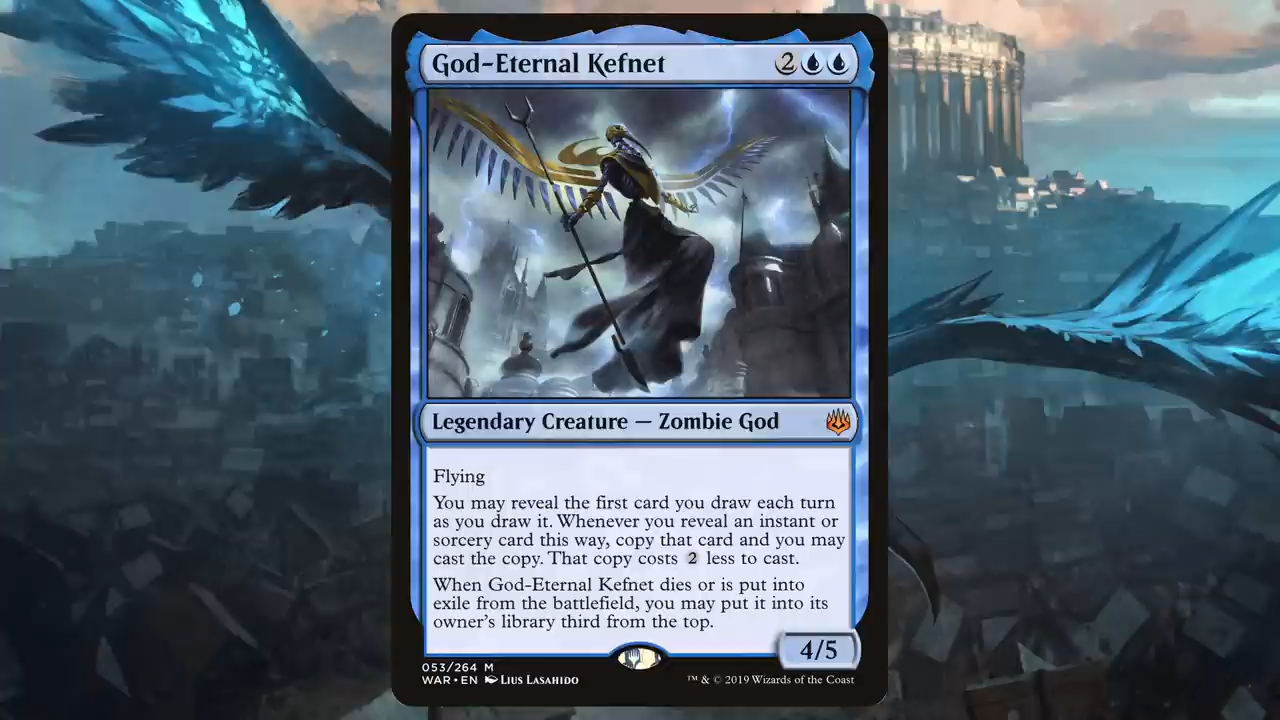 God-Eternal Kefnet 2
Legendary Creature — Zombie God
Flying
You may reveal the first card you draw each turn
as you draw it. Whenever you reveal an instant or
sorcery card this way, copy that card and you may
cast the copy. That copy costs 2 less to cast.
When God-Eternal Kefnet dies or is put into
exile from the battlefield, you may put it into its
owner's library third from the top.
4/5
053/264 M
WAR • EN Lius Lasahido
™ & © 2019 Wizards of the Coast